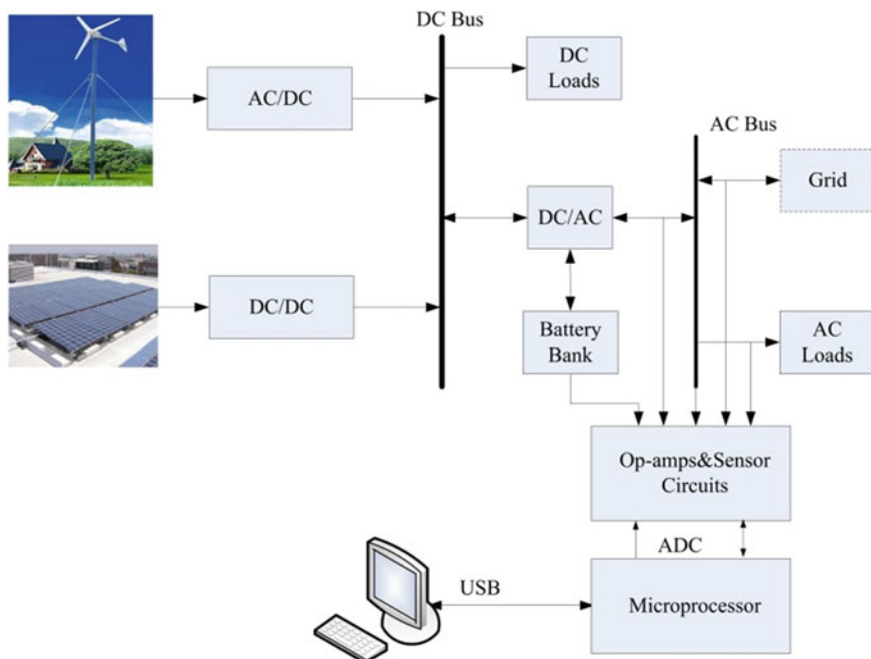 DC Bus
DC
Loads
AC/DC
AC Bus
Grid
DC/AC
DC/DC
Battery
Bank
AC
Loads
Op-amps&Sensor
Circuits
ADC
USB
Microprocessor